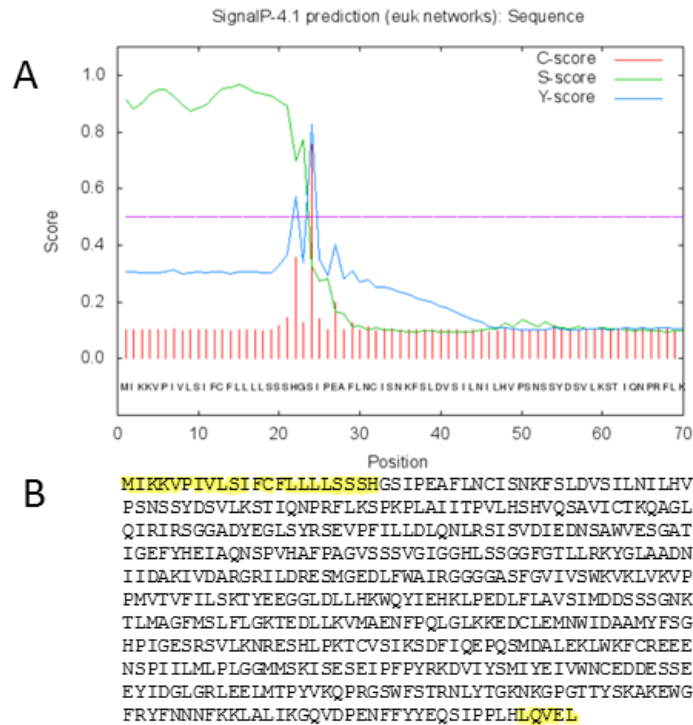 SignalP-4.1 prediction (euk networks): Sequence
A
C-score
S-score
Y-score
1.0
0.8
0.6
0.4
0.2
0.0
Score
MIKKVPIVLSIFCFLLLLSSSHGSIPEAFLNCISNKFSLDVSILNILHVPSNSSYDSVLKSTIQNPRFLK
0 10 20 30 40 50 60 70
Position
B
MIKKVPIVLSIFCFLLLLSSSHGSIPEAFLNCISNKFSLDVSILNILHV
PSNSSYDSVLKSTIQNPRFLKSPKPLAIITPVLHSHVQSAVICTKQAGL
QIRIRSGGADYEGLSYRSEVPFILLDLQNLRSISVDIEDNSAWVESGAT
IGEFYHEIAQNSPVHAFPAGVSSSVGIGGHLSSGGFGTLLRKYGLAADN
IIDAKIVDARGRILDRESMGEDLFWAIRGGGGASFGVIVSWKVKLVKVP
PMVTVFILSKTYEEGGLDLLHKWQYIEHKLPEDLFLAVSIMDDSSSGNK
TLMAGFMSLFLGKTEDLLKVMAENFPQLGLKKEDCLEMNWIDAAMYFSG
HPIGESRSVLKNRESHLPKTCVSIKSDFIQEPQSMDALEKLWKFCREEE
NSPIILMLPLGGMMSKISESEIPFPYRKDVIYSMIYEIVWNCEDDESSE
EYIDGLGRLEELMTPYVKQPRGSWFSTRNLYTGKNKGPGTTYSKAKEWG
FRYFNNNFKKLALIKGQVDPENFFYYEQSIPPLHLQVEL